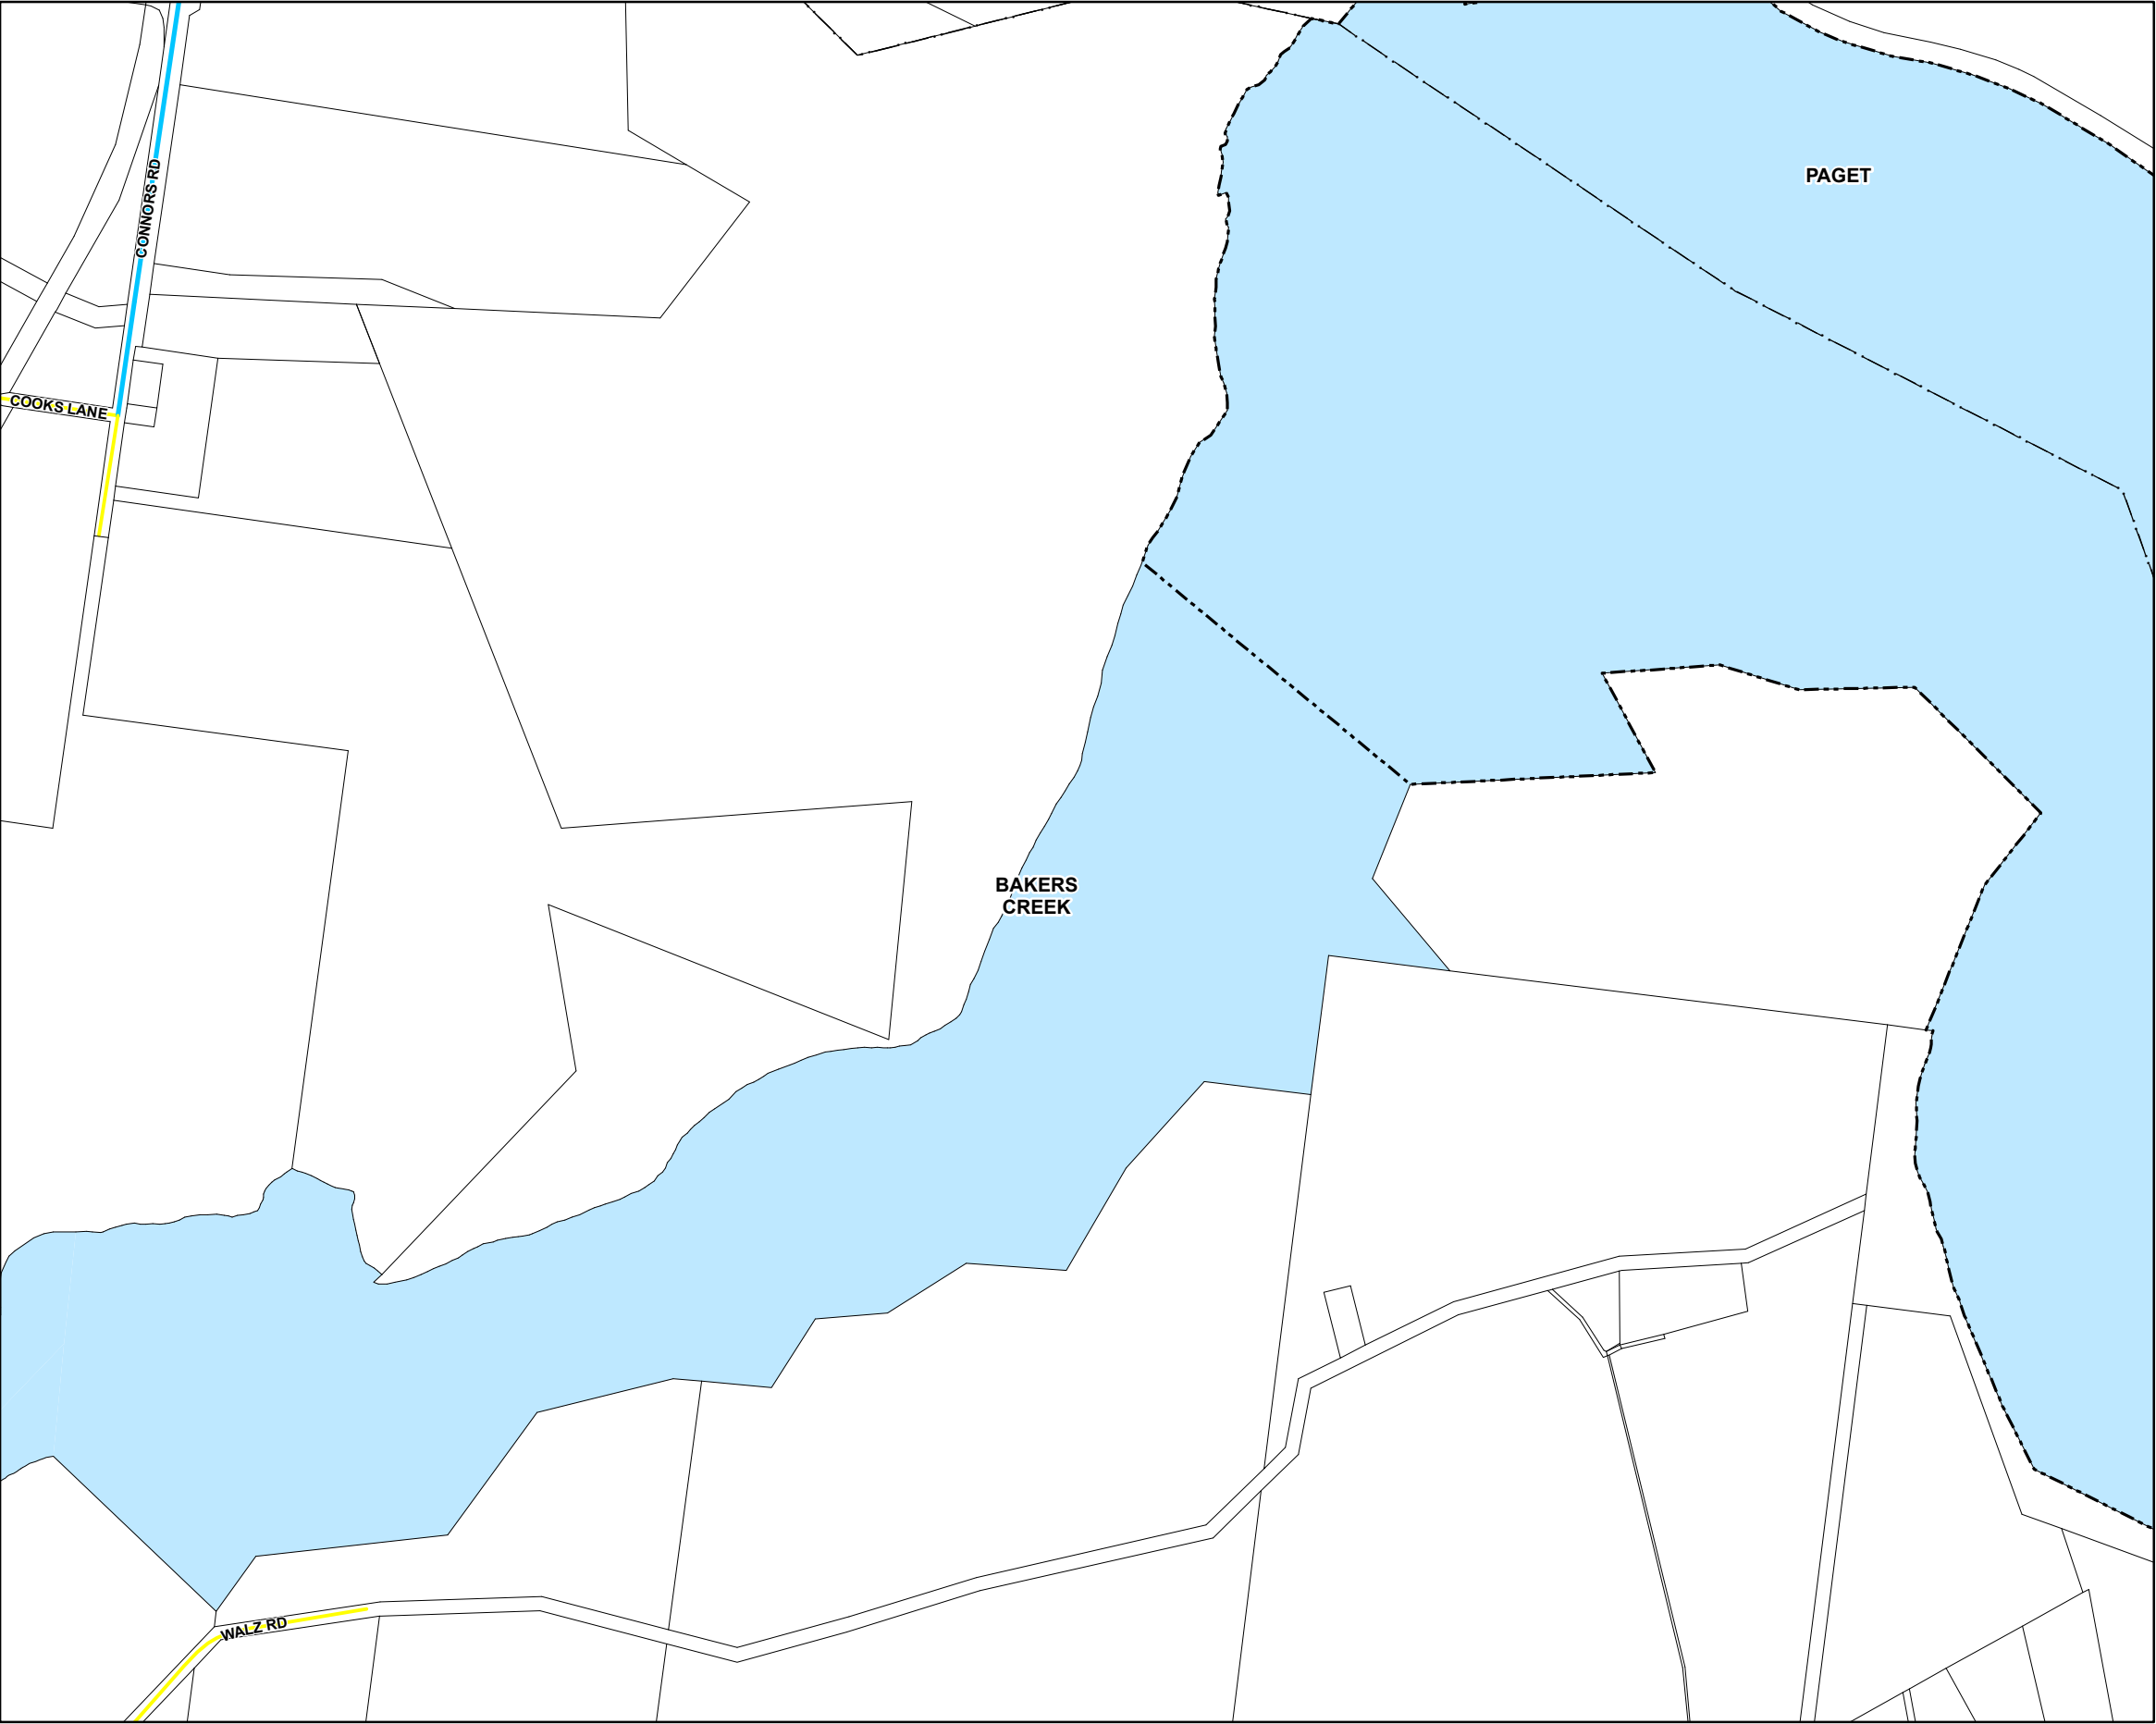 PAGET
CONNORS RD
COOKS LANE
BAKERS
CREEK
WALZ RD